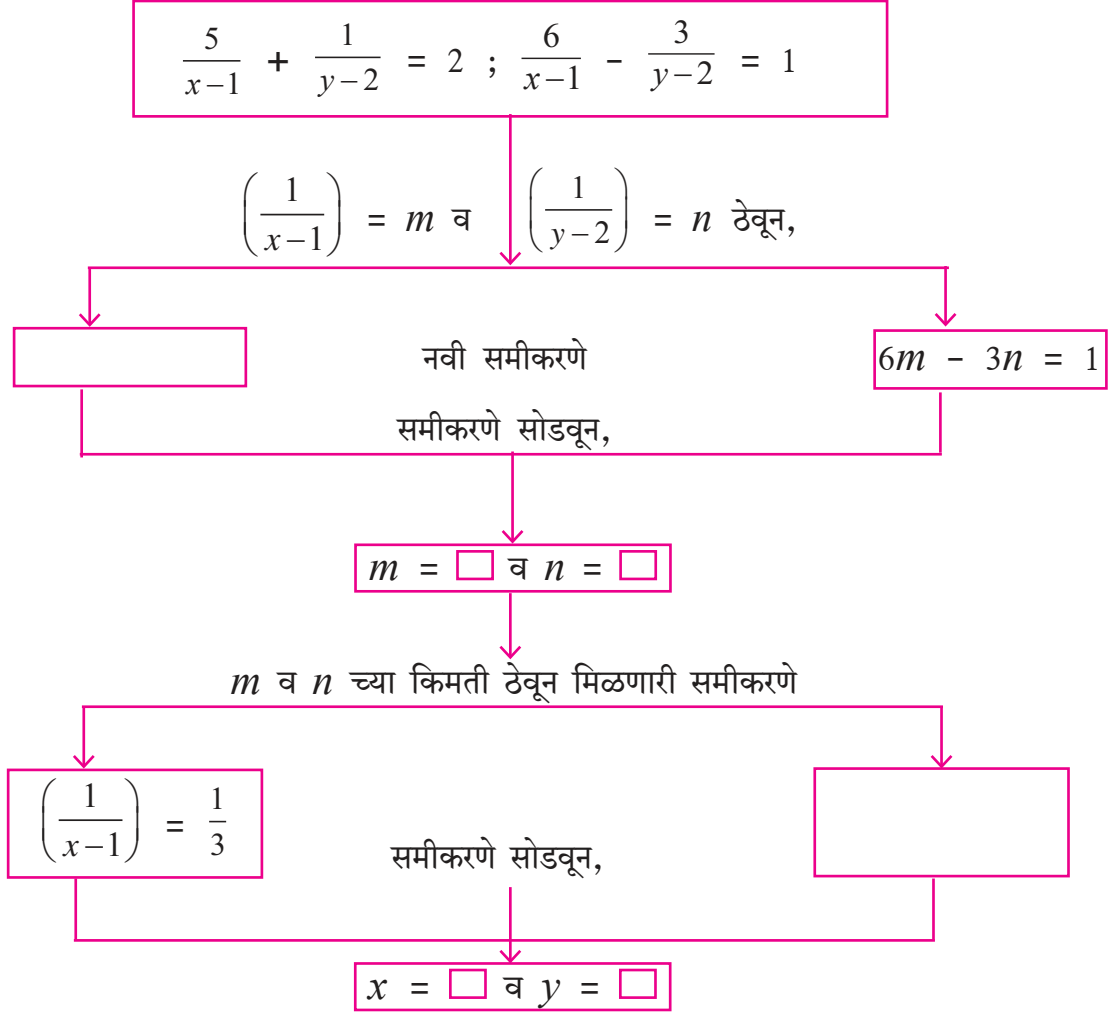 5/(x−1) + 1/(y−2) = 2 ; 6/(x−1) - 3/(y−2) = 1
(1/(x−1)) = m व (1/(y−2)) = n ठेवून,
नवी समीकरणे
6m - 3n = 1
समीकरणे सोडवून,
m = □ व n = □
m व n च्या किमती ठेवून मिळणारी समीकरणे
(1/(x−1)) = 1/3
समीकरणे सोडवून,
x = □ व y = □